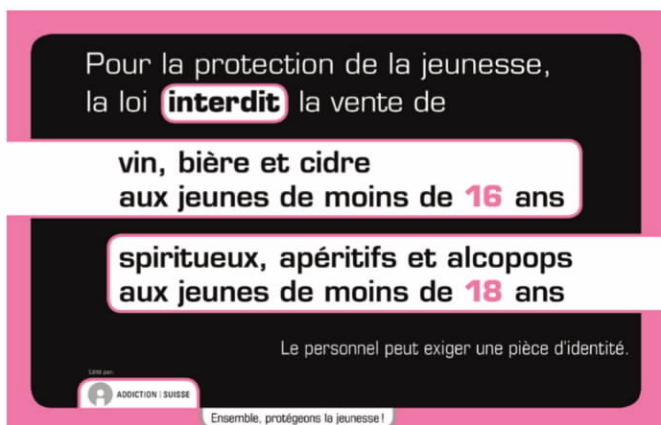 Pour la protection de la jeunesse,
la loi interdit la vente de
vin, bière et cidre
aux jeunes de moins de 16 ans
spiritueux, apéritifs et alcopops
aux jeunes de moins de 18 ans
Le personnel peut exiger une pièce d'identité.
Edité par:
ADDICTION | SUISSE
Ensemble, protégeons la jeunesse !